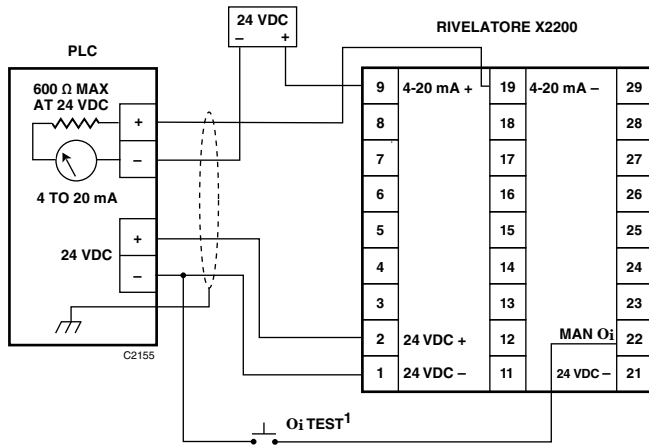 24 VDC
– +
RIVELATORE X2200
PLC
600 Ω MAX
AT 24 VDC
+
–
4 TO 20 mA
24 VDC
+
–
C2155
9 4-20 mA + 19 4-20 mA – 29
8 18 28
7 17 27
6 16 26
5 15 25
4 14 24
3 13 23
2 24 VDC + 12 MAN Oi 22
1 24 VDC – 11 24 VDC – 21
Oi TEST¹